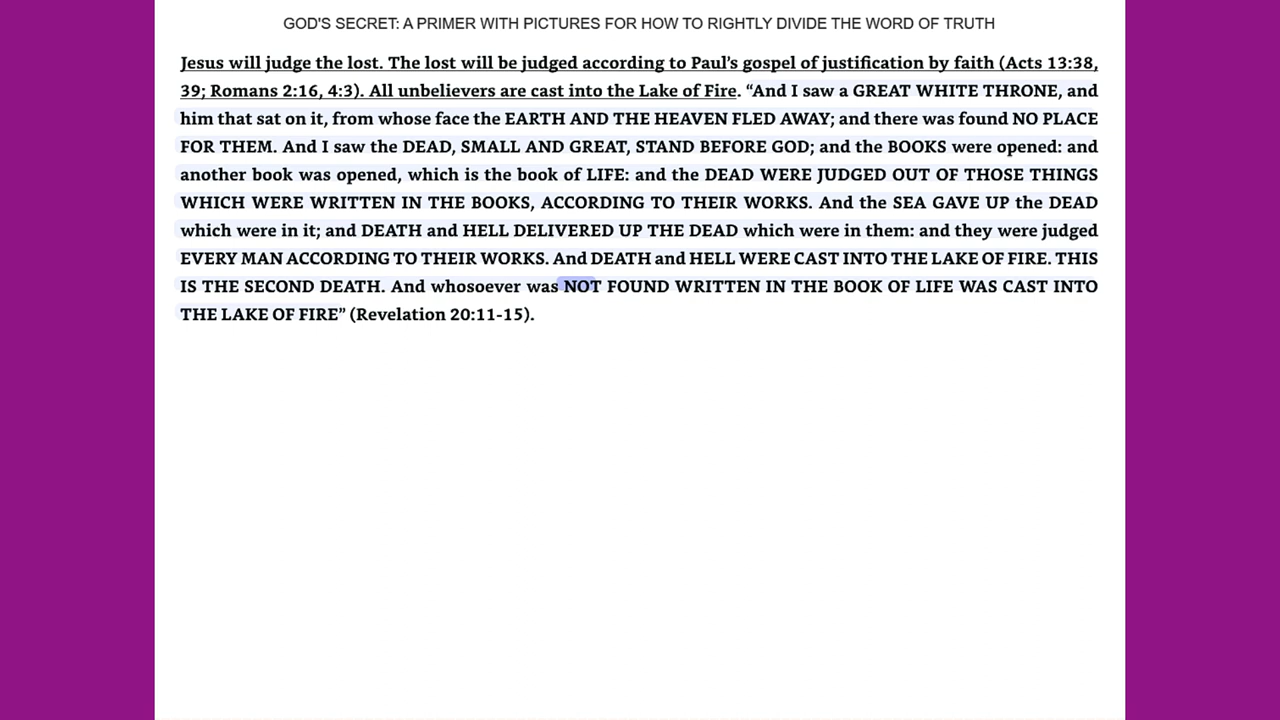 GOD'S SECRET: A PRIMER WITH PICTURES FOR HOW TO RIGHTLY DIVIDE THE WORD OF TRUTH
Jesus will judge the lost. The lost will be judged according to Paul’s gospel of justification by faith (Acts 13:38,
39; Romans 2:16, 4:3). All unbelievers are cast into the Lake of Fire. “And I saw a GREAT WHITE THRONE, and
him that sat on it, from whose face the EARTH AND THE HEAVEN FLED AWAY; and there was found NO PLACE
FOR THEM. And I saw the DEAD, SMALL AND GREAT, STAND BEFORE GOD; and the BOOKS were opened: and
another book was opened, which is the book of LIFE: and the DEAD WERE JUDGED OUT OF THOSE THINGS
WHICH WERE WRITTEN IN THE BOOKS, ACCORDING TO THEIR WORKS. And the SEA GAVE UP the DEAD
which were in it; and DEATH and HELL DELIVERED UP THE DEAD which were in them: and they were judged
EVERY MAN ACCORDING TO THEIR WORKS. And DEATH and HELL WERE CAST INTO THE LAKE OF FIRE. THIS
IS THE SECOND DEATH. And whosoever was NOT FOUND WRITTEN IN THE BOOK OF LIFE WAS CAST INTO
THE LAKE OF FIRE” (Revelation 20:11-15).